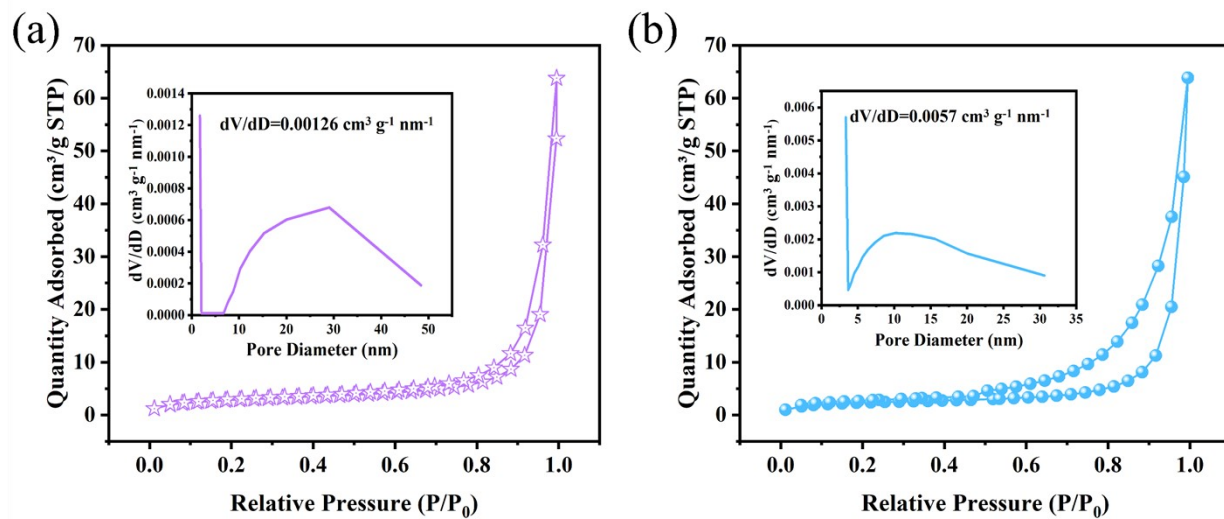 (a)
Quantity Adsorbed (cm³/g STP)
70
60
50
40
30
20
10
0
0.0 0.2 0.4 0.6 0.8 1.0
Relative Pressure (P/P₀)
dV/dD (cm³ g⁻¹ nm⁻¹)
0.0014
0.0012
0.0010
0.0008
0.0006
0.0004
0.0002
0.0000
dV/dD=0.00126 cm³ g⁻¹ nm⁻¹
0 10 20 30 40 50
Pore Diameter (nm)
(b)
Quantity Adsorbed (cm³/g STP)
70
60
50
40
30
20
10
0
0.0 0.2 0.4 0.6 0.8 1.0
Relative Pressure (P/P₀)
dV/dD (cm³ g⁻¹ nm⁻¹)
0.006
0.005
0.004
0.003
0.002
0.001
0.000
dV/dD=0.0057 cm³ g⁻¹ nm⁻¹
0 5 10 15 20 25 30 35
Pore Diameter (nm)